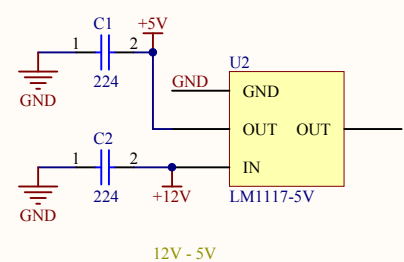 C1
+5V
1
2
224
GND
U2
GND
GND
OUT
OUT
C2
1
2
IN
224
GND
+12V
LM1117-5V
12V - 5V